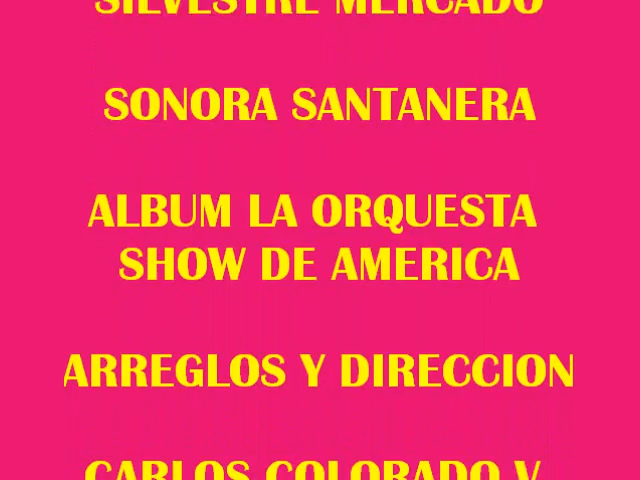 SILVESTRE MERCADO
SONORA SANTANERA
ALBUM LA ORQUESTA
SHOW DE AMERICA
ARREGLOS Y DIRECCION
CARLOS COLORADO V.